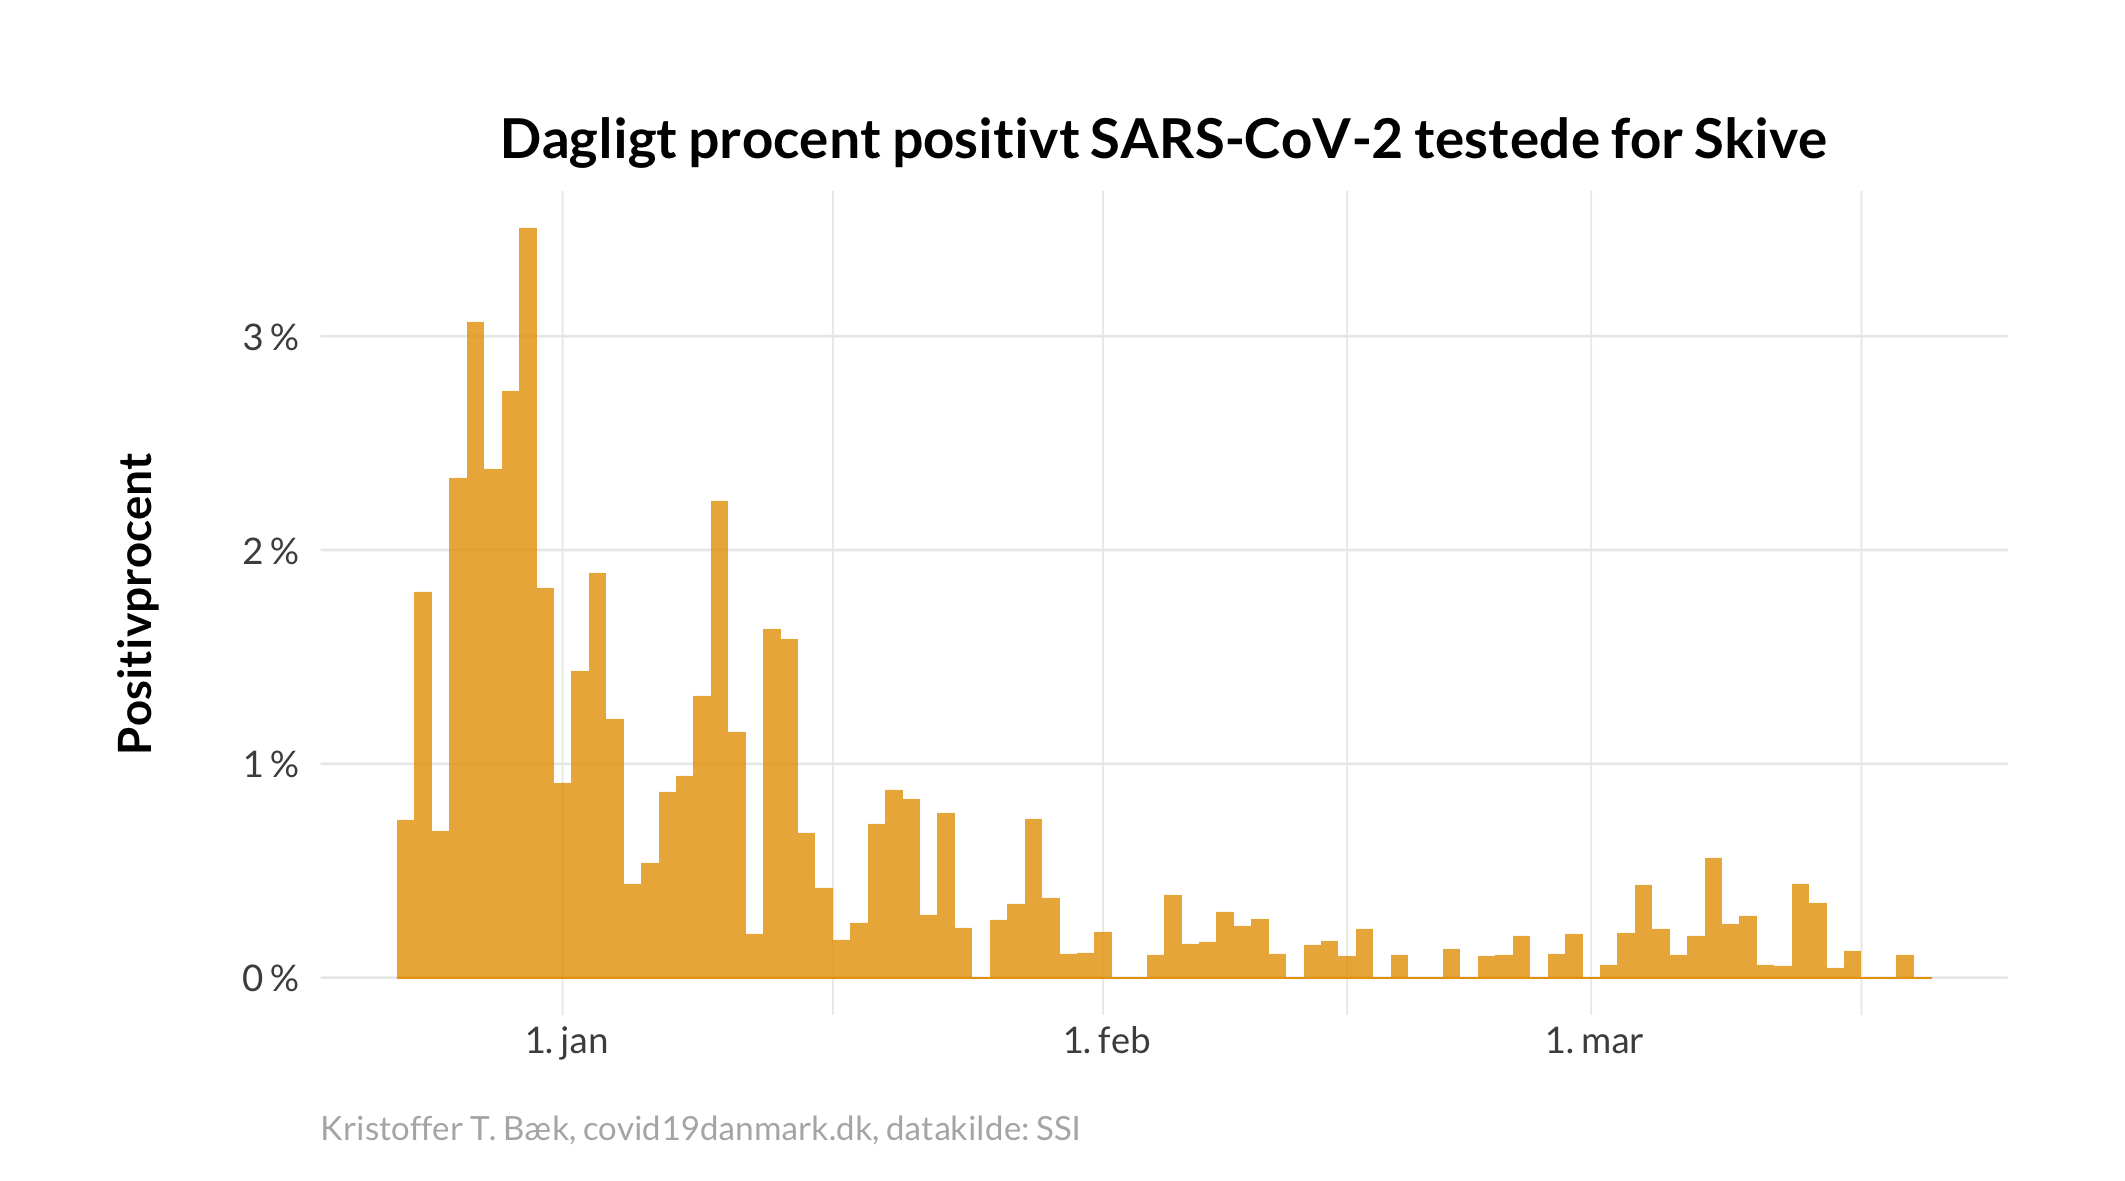 Dagligt procent positivt SARS-CoV-2 testede for Skive
Positivprocent
3 %
2 %
1 %
0 %
1. jan
1. feb
1. mar
Kristoffer T. Bæk, covid19danmark.dk, datakilde: SSI